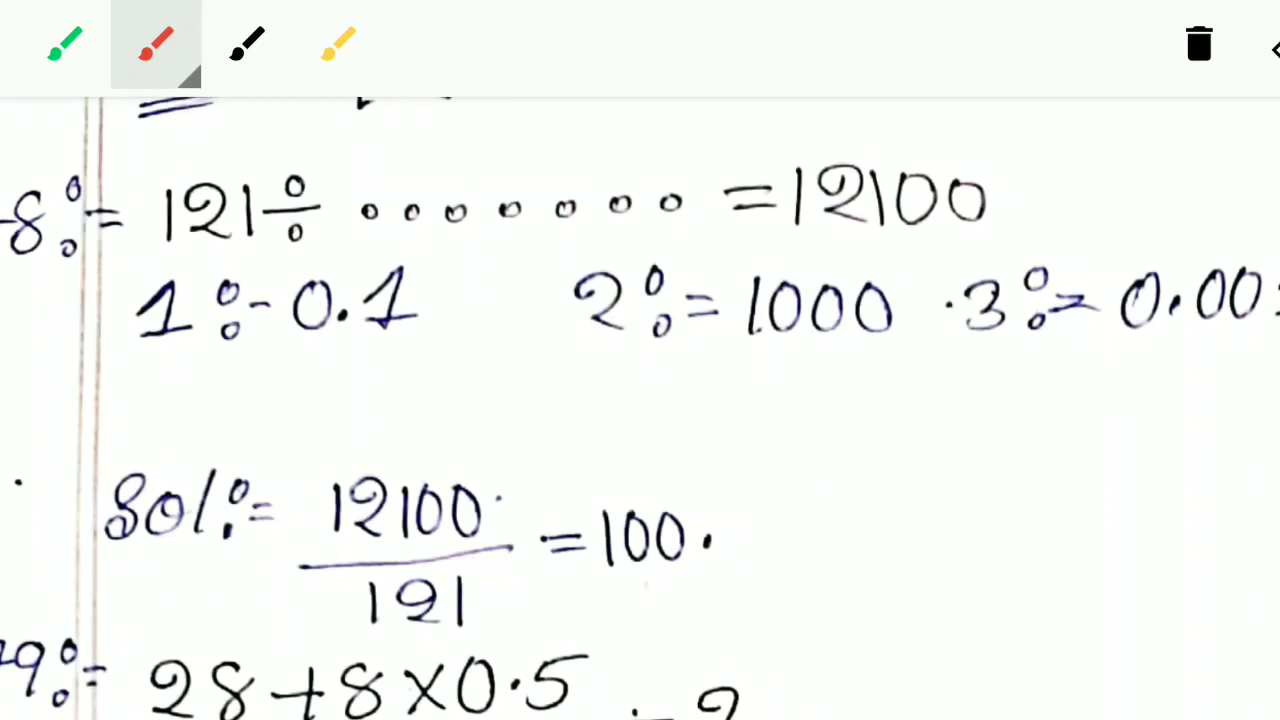 8:= 121 ÷ ........ = 12100
1:- 0.1 2:= 1000 3:= 0.00
Sol:= 12100 / 121 = 100.
9:= 28 + 8 × 0.5